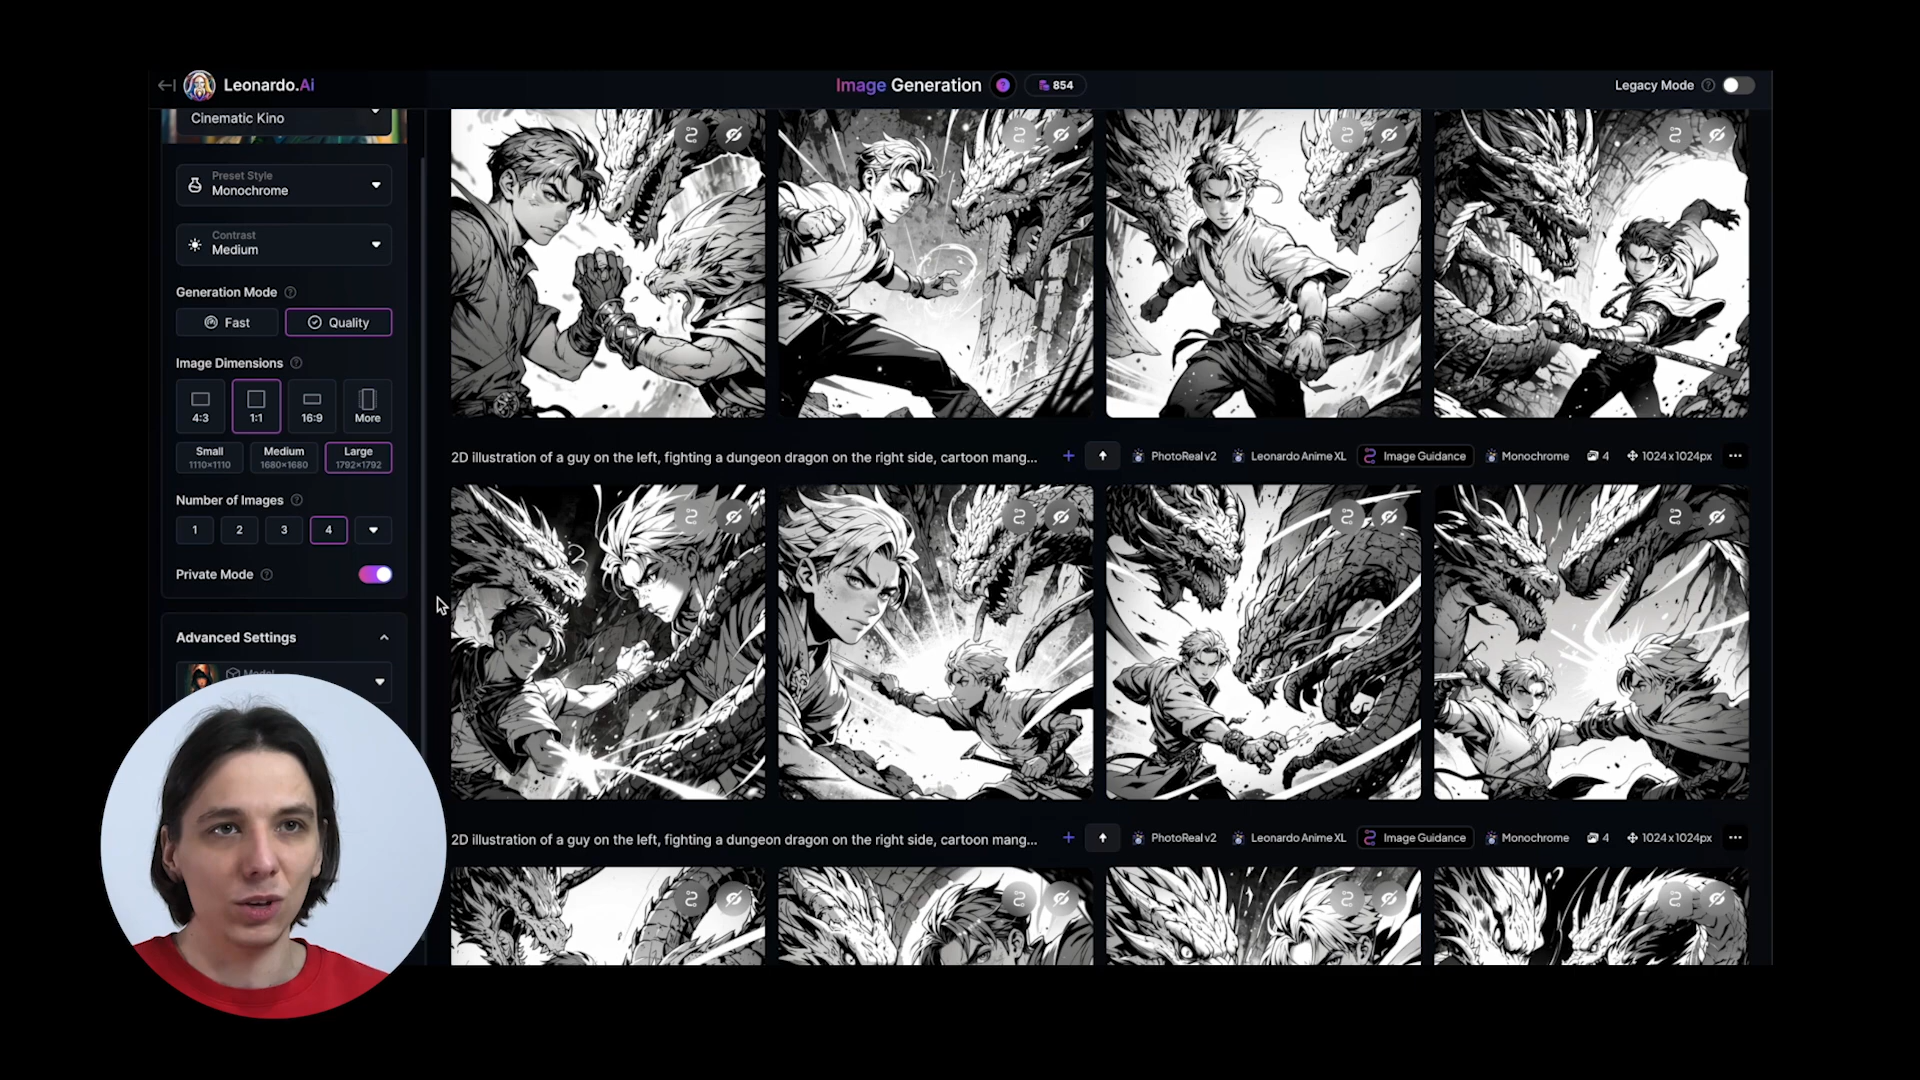 Leonardo.Ai
Image Generation
854
Legacy Mode
Cinematic Kino
Preset Style
Monochrome
Contrast
Medium
Generation Mode
Fast
Quality
Image Dimensions
4:3
1:1
16:9
More
Small
1110×1110
Medium
1680×1680
Large
1792×1792
Number of Images
1
2
3
4
Private Mode
Advanced Settings
Model
2D illustration of a guy on the left, fighting a dungeon dragon on the right side, cartoon mang...
PhotoReal v2
Leonardo Anime XL
Image Guidance
Monochrome
4
1024 x 1024px
2D illustration of a guy on the left, fighting a dungeon dragon on the right side, cartoon mang...
PhotoReal v2
Leonardo Anime XL
Image Guidance
Monochrome
4
1024 x 1024px